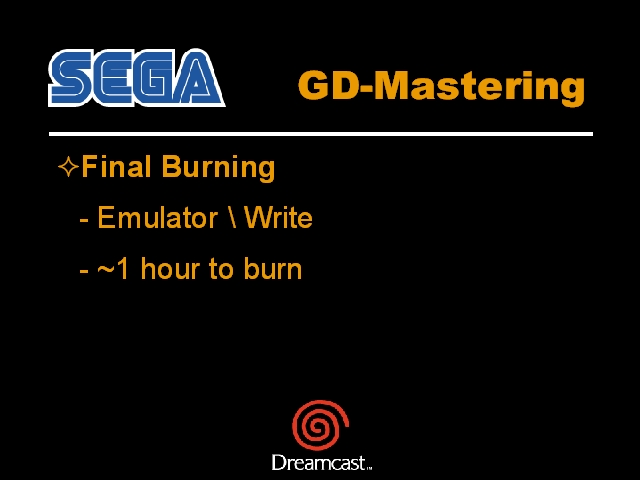 SEGA
GD-Mastering
✧Final Burning
- Emulator \ Write
- ~1 hour to burn
Dreamcast™